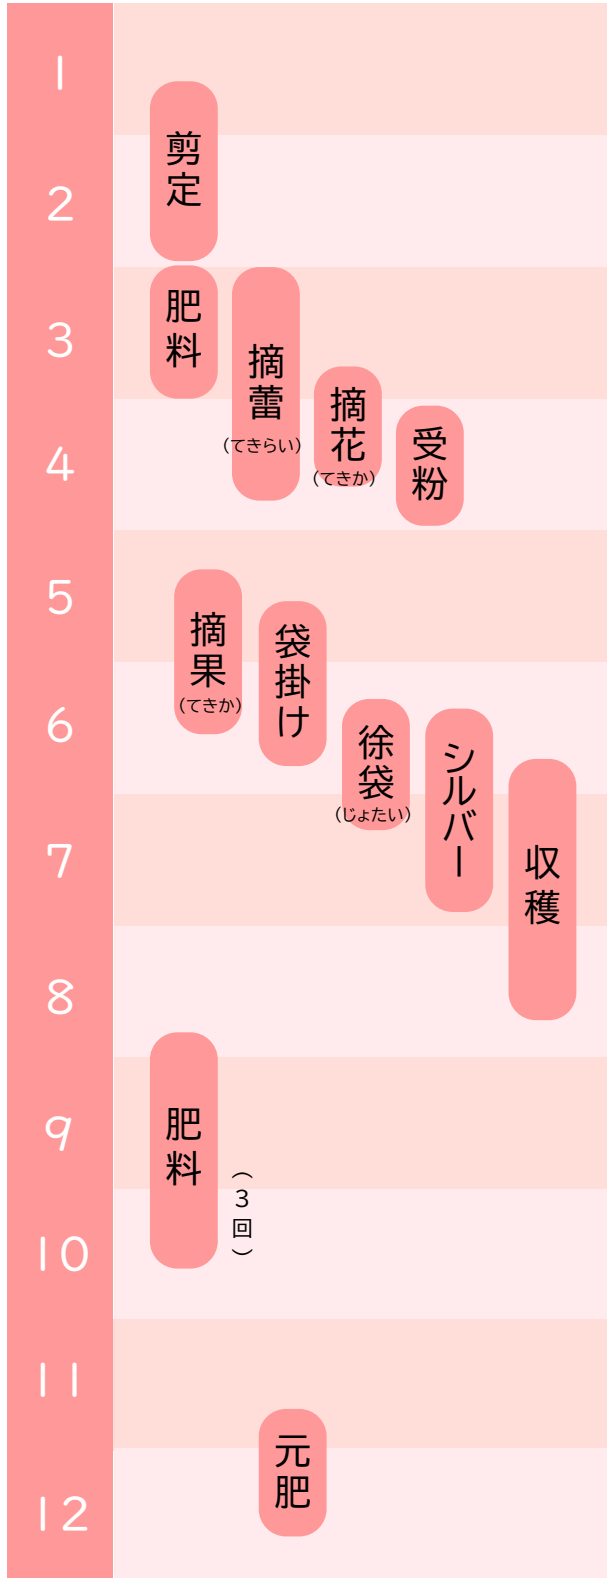 1
剪定
2
肥料
3
摘蕾
(てきらい)
摘花
(てきか)
受粉
4
5
摘果
(てきか)
袋掛け
6
徐袋
(じょたい)
シルバー
収穫
7
8
肥料
(3回)
9
10
11
元肥
12